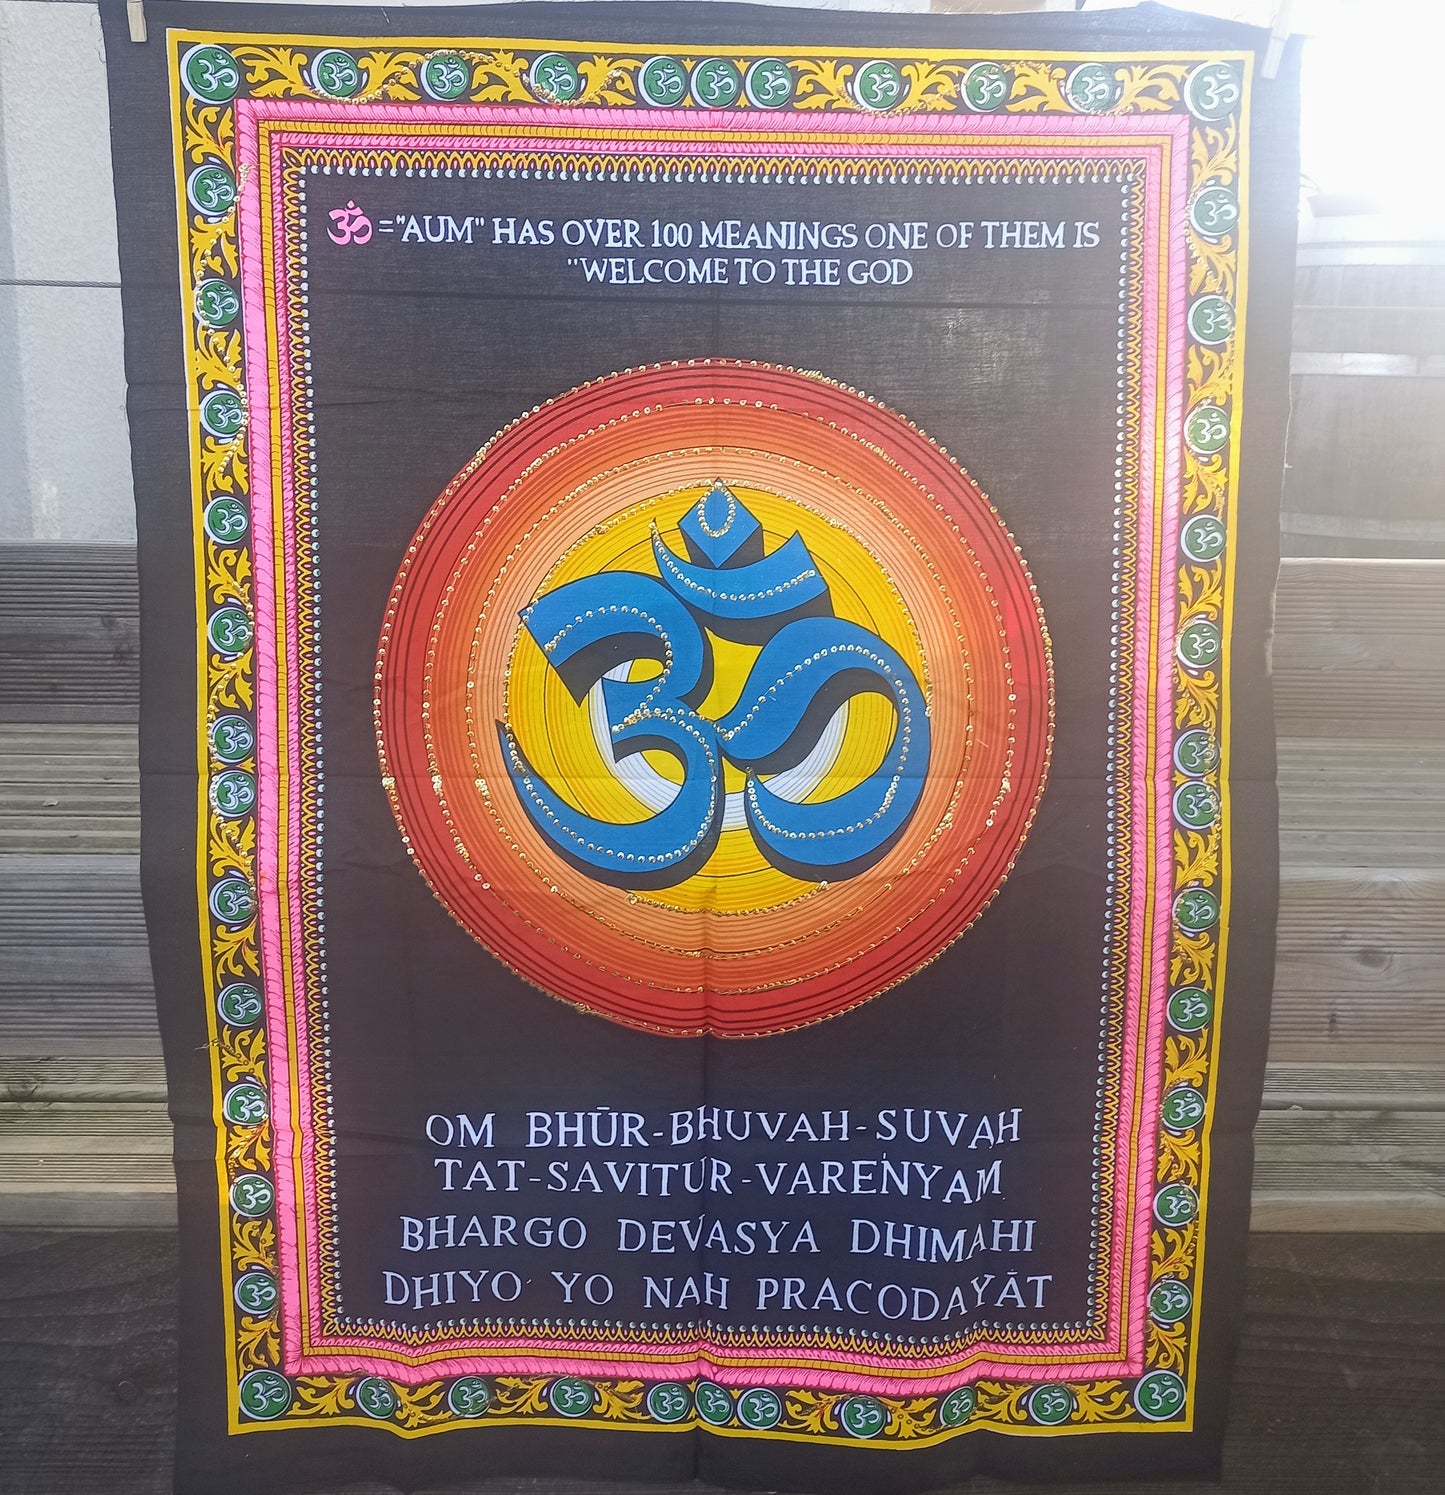 ॐ="AUM" HAS OVER 100 MEANINGS ONE OF THEM IS
"WELCOME TO THE GOD
ॐ
OM BHŪR-BHUVAH-SUVAH
TAT-SAVITUR-VAREṄYAM
BHARGO DEVASYA DHIMAHI
DHIYO YO NAH PRACODAYĀT